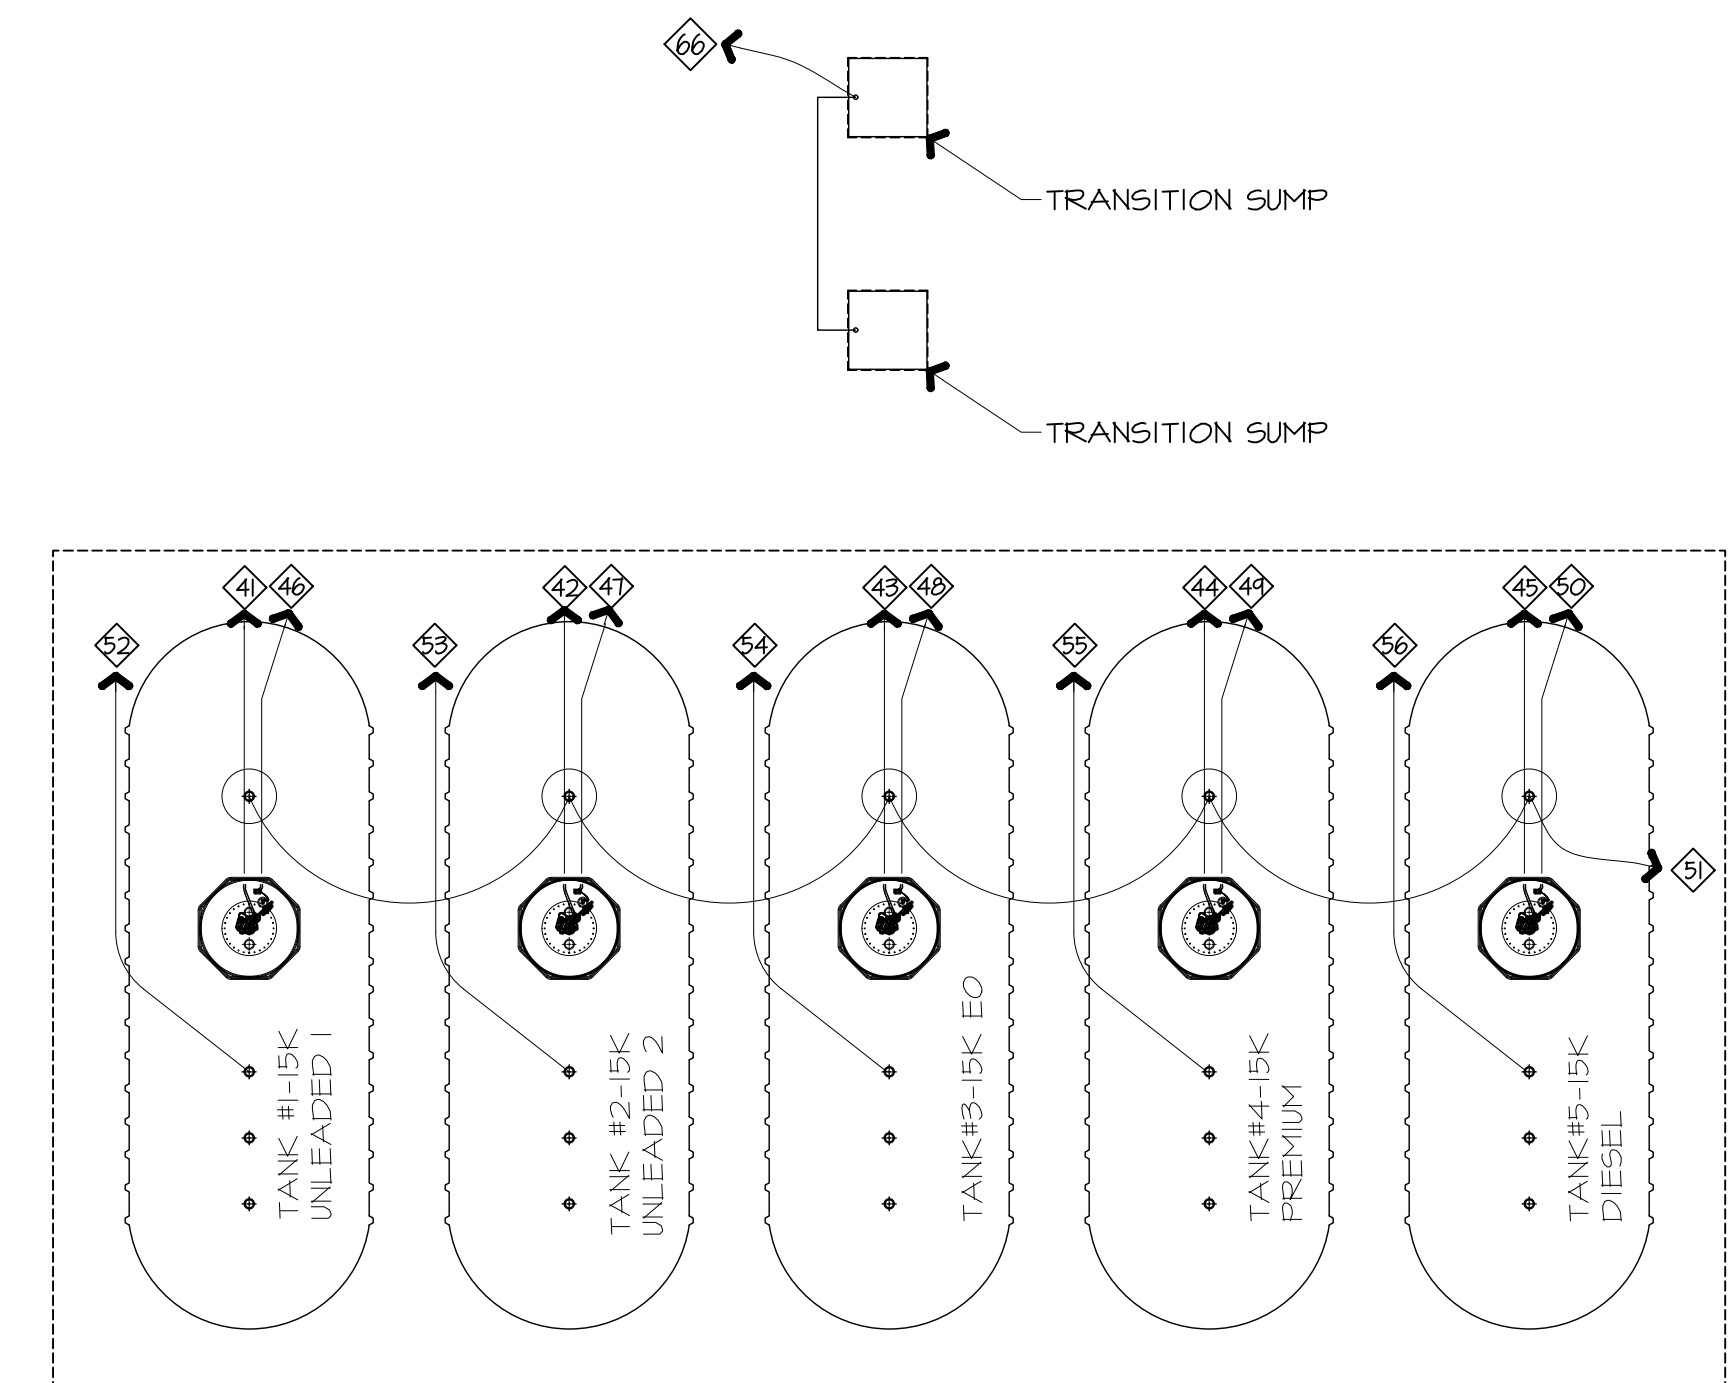 66
TRANSITION SUMP
TRANSITION SUMP
41
46
42
47
43
48
44
49
45
50
52
53
54
55
56
51
TANK #1-15K
UNLEADED 1
TANK #2-15K
UNLEADED 2
TANK#3-15K E0
TANK#4-15K
PREMIUM
TANK#5-15K
DIESEL